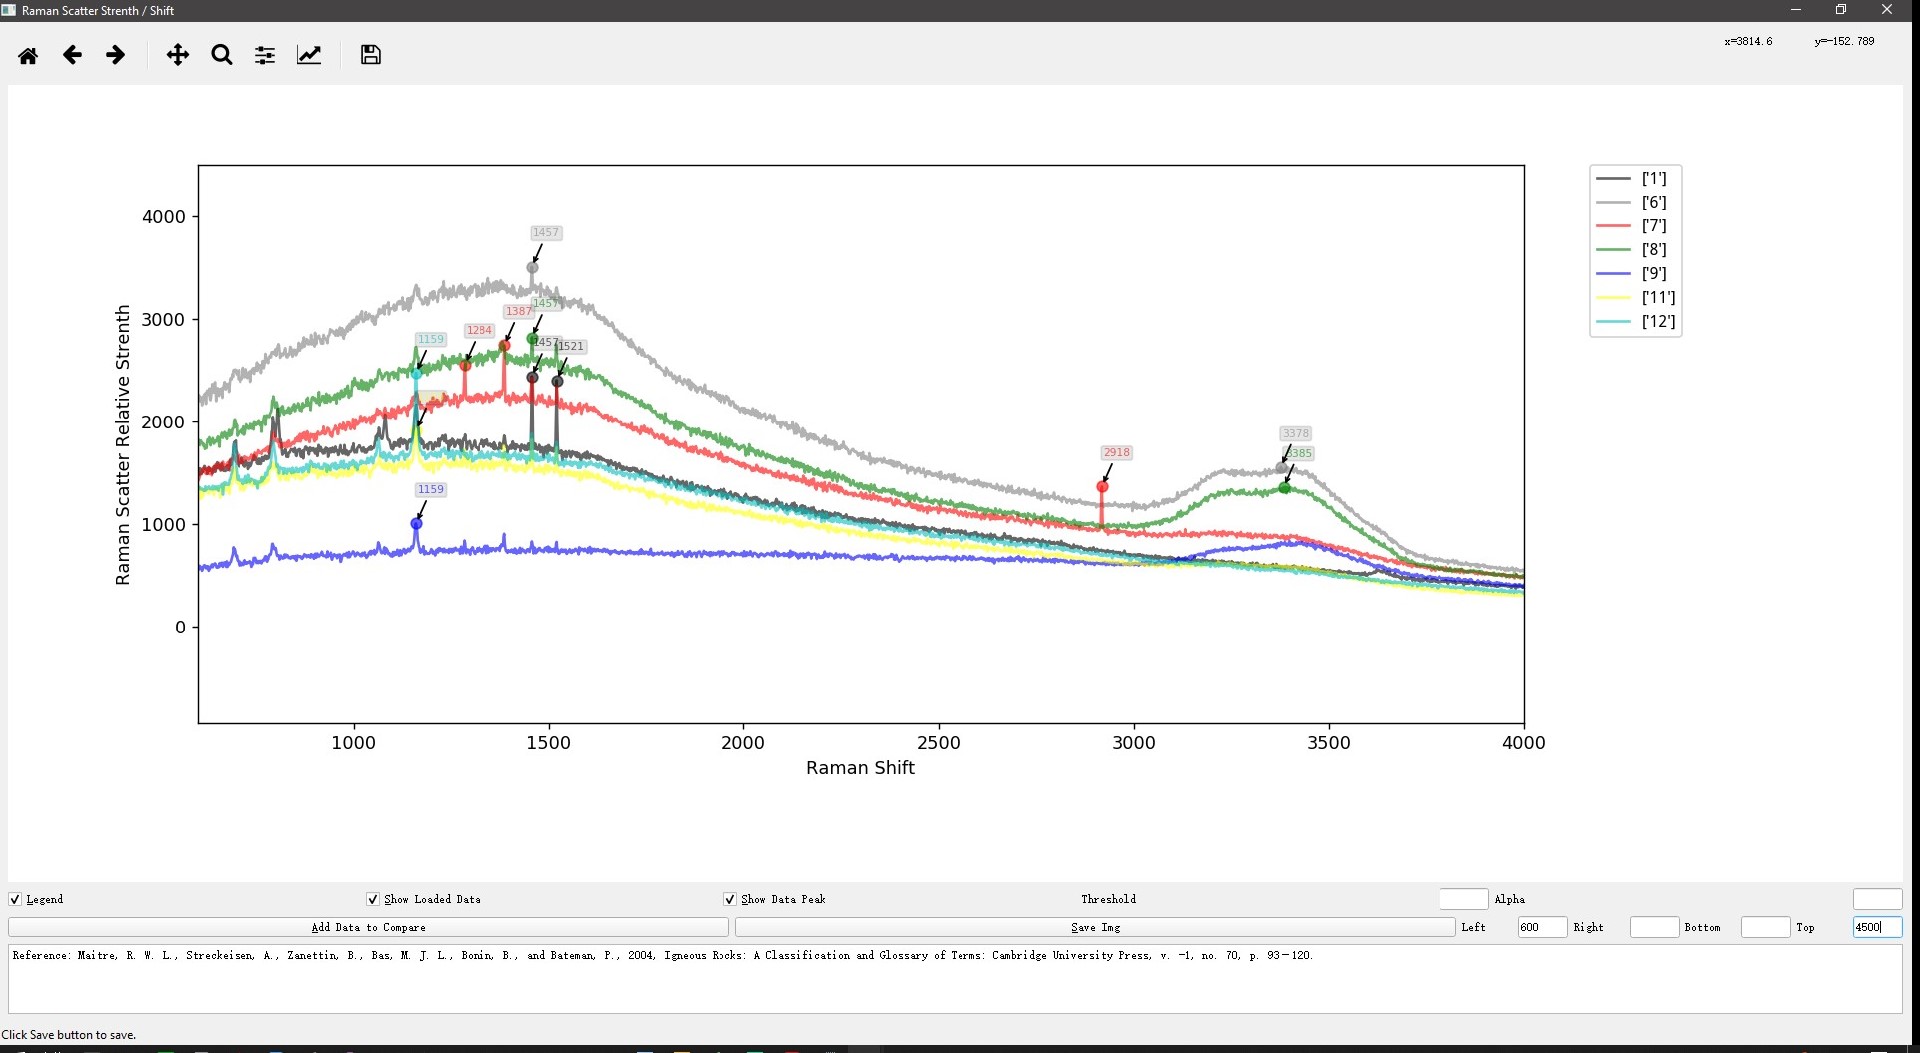 Raman Scatter Strenth / Shift
x=3814.6 y=-152.789
['1']
['6']
['7']
['8']
['9']
['11']
['12']
Raman Scatter Relative Strenth
4000
3000
2000
1000
0
1457
1457
1387
1284
1159
1457
1521
1159
2918
3378
3385
1000 1500 2000 2500 3000 3500 4000
Raman Shift
Legend Show Loaded Data Show Data Peak Threshold Alpha
Add Data to Compare Save Img Left 600 Right Bottom Top 4500
Reference: Maitre, R. W. L., Streckeisen, A., Zanettin, B., Bas, M. J. L., Bonin, B., and Bateman, P., 2004, Igneous Rocks: A Classification and Glossary of Terms: Cambridge University Press, v. -1, no. 70, p. 93-120.
Click Save button to save.